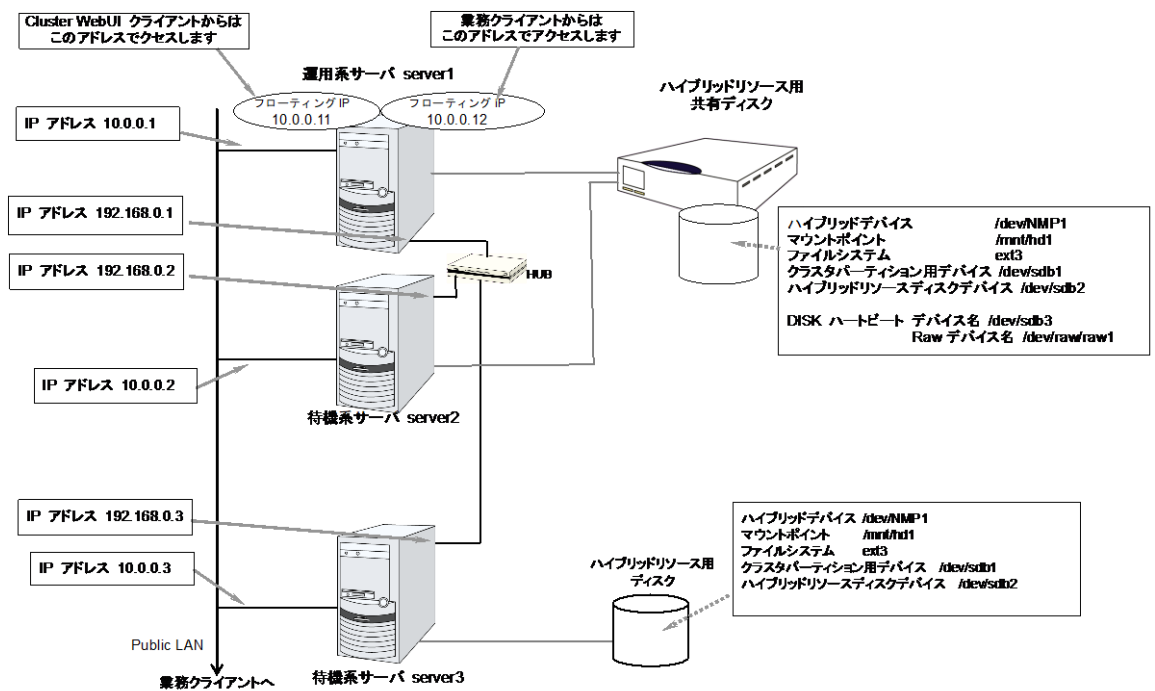 Cluster WebUI クライアントからは
このアドレスでクセスします
業務クライアントからは
このアドレスでアクセスします
運用系サーバ server1
フローティング IP
10.0.0.11
フローティング IP
10.0.0.12
ハイブリッドリソース用
共有ディスク
IP アドレス 10.0.0.1
IP アドレス 192.168.0.1
IP アドレス 192.168.0.2
HUB
ハイブリッドデバイス /dev/NMP1
マウントポイント /mnt/hd1
ファイルシステム ext3
クラスタパーティション用デバイス /dev/sdb1
ハイブリッドリソースディスクデバイス /dev/sdb2
DISK ハートビート デバイス名 /dev/sdb3
Raw デバイス名 /dev/raw/raw1
IP アドレス 10.0.0.2
待機系サーバ server2
IP アドレス 192.168.0.3
IP アドレス 10.0.0.3
ハイブリッドリソース用
ディスク
ハイブリッドデバイス /dev/NMP1
マウントポイント /mnt/hd1
ファイルシステム ext3
クラスタパーティション用デバイス /dev/sdb1
ハイブリッドリソースディスクデバイス /dev/sdb2
Public LAN
業務クライアントへ
待機系サーバ server3